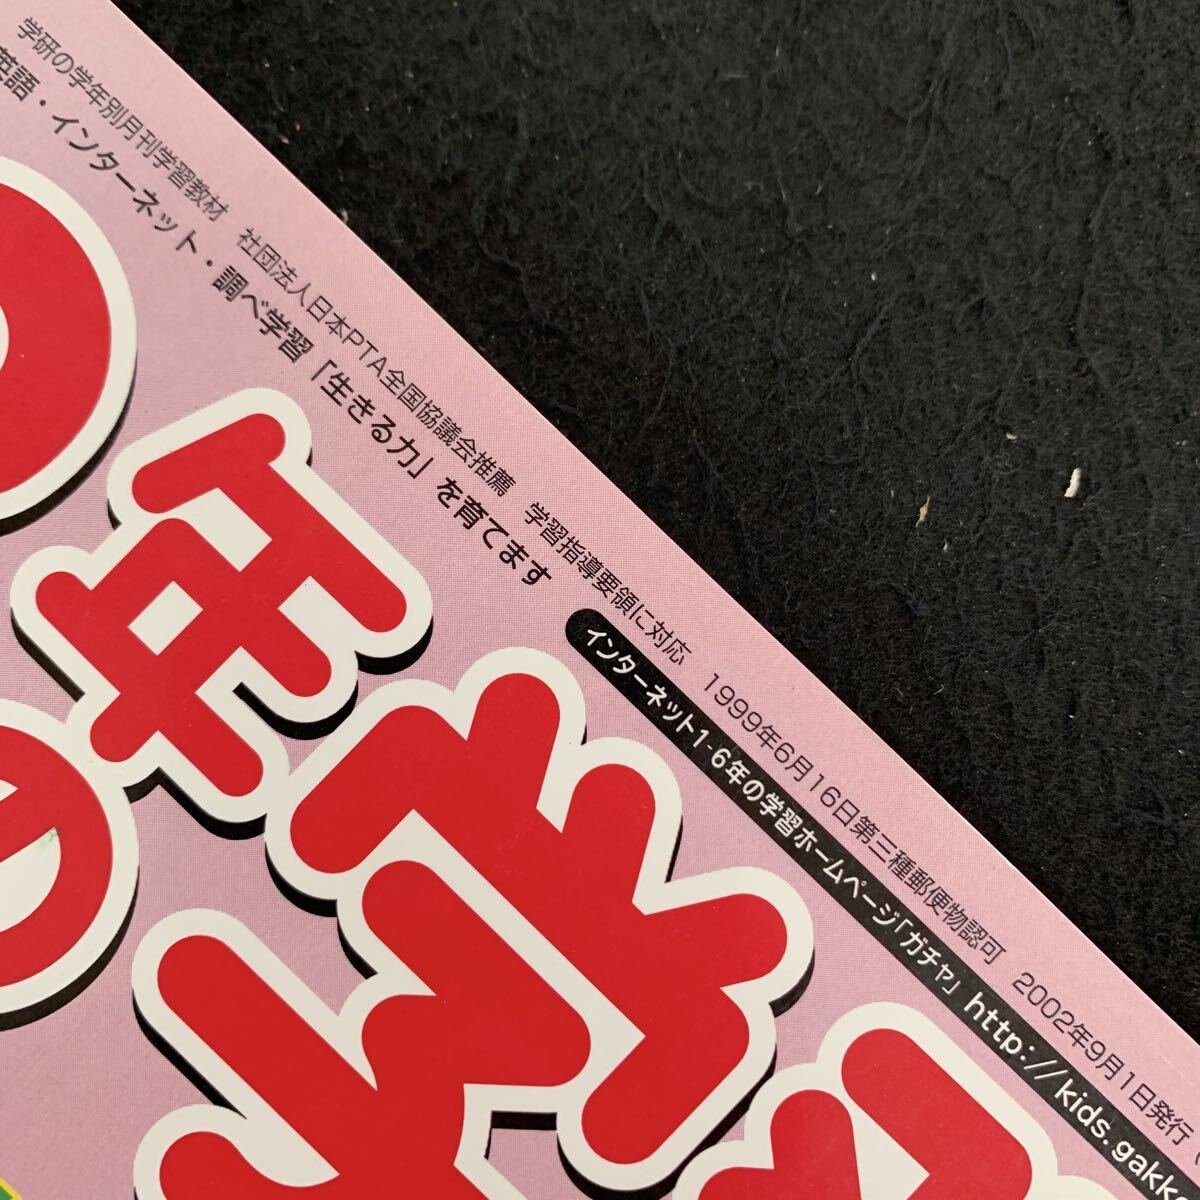 学研の学年別月刊学習教材 社団法人日本PTA全国協議会推薦 学習指導要領に対応 1999年6月16日第三種郵便物認可 2002年9月1日発行（
英語・インターネット・調べ学習「生きる力」を育てます
インターネット1-6年の学習ホームページ「ガチャ」 http://kids.gakk
の年
の学